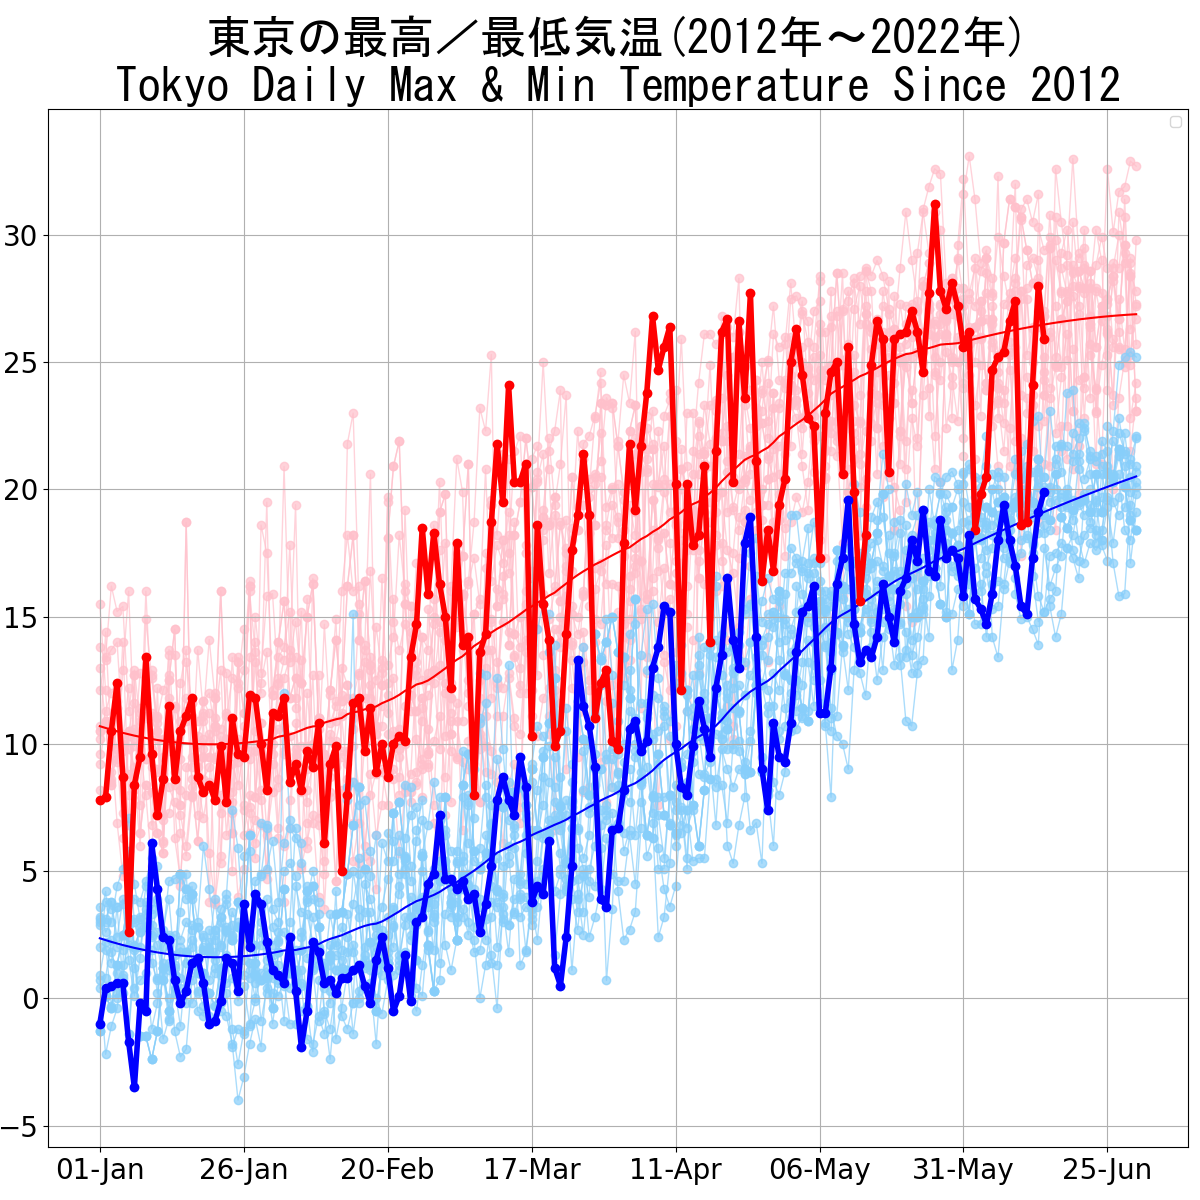 東京の最高／最低気温(2012年～2022年)
Tokyo Daily Max & Min Temperature Since 2012
30
25
20
15
10
5
0
−5
01-Jan 26-Jan 20-Feb 17-Mar 11-Apr 06-May 31-May 25-Jun